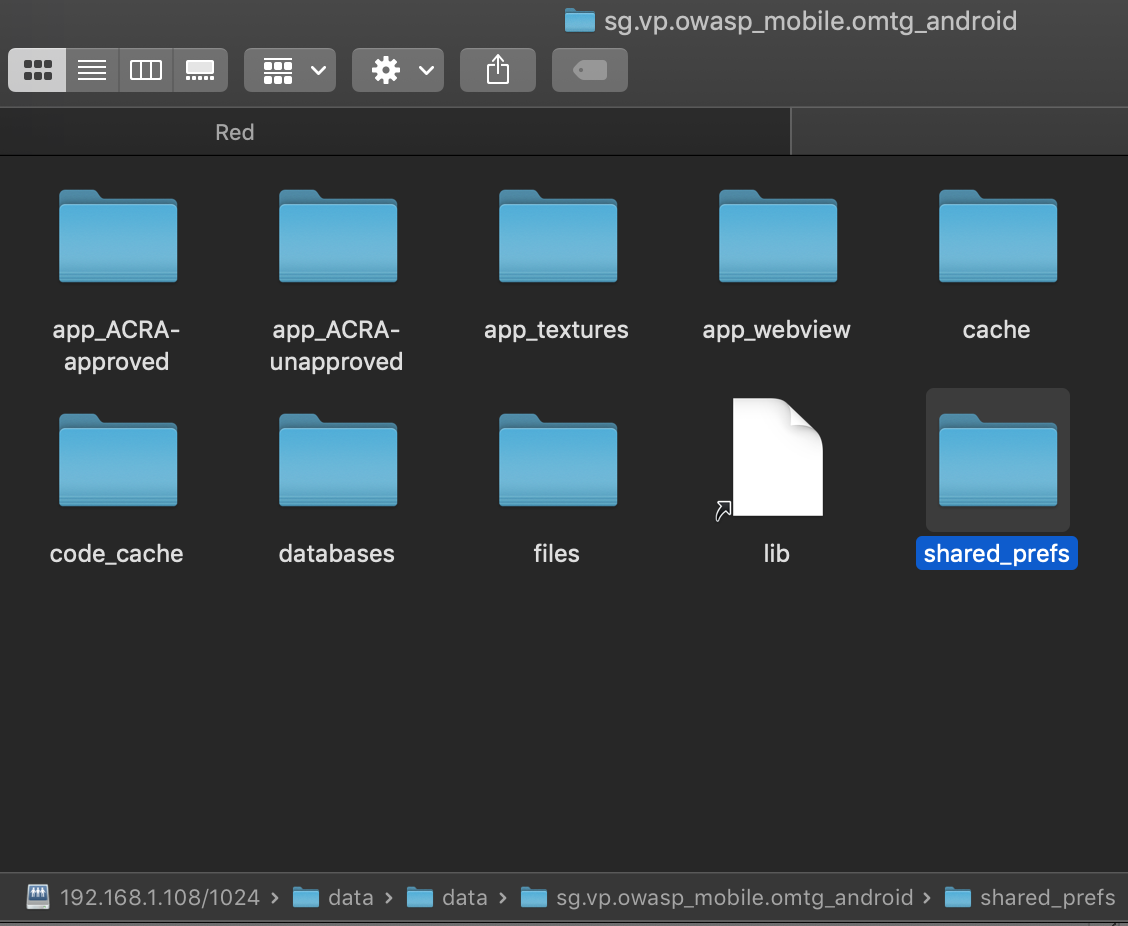 sg.vp.owasp_mobile.omtg_android
Red
app_ACRA-
approved
app_ACRA-
unapproved
app_textures
app_webview
cache
code_cache
databases
files
lib
shared_prefs
192.168.1.108/1024 › data › data › sg.vp.owasp_mobile.omtg_android › shared_prefs